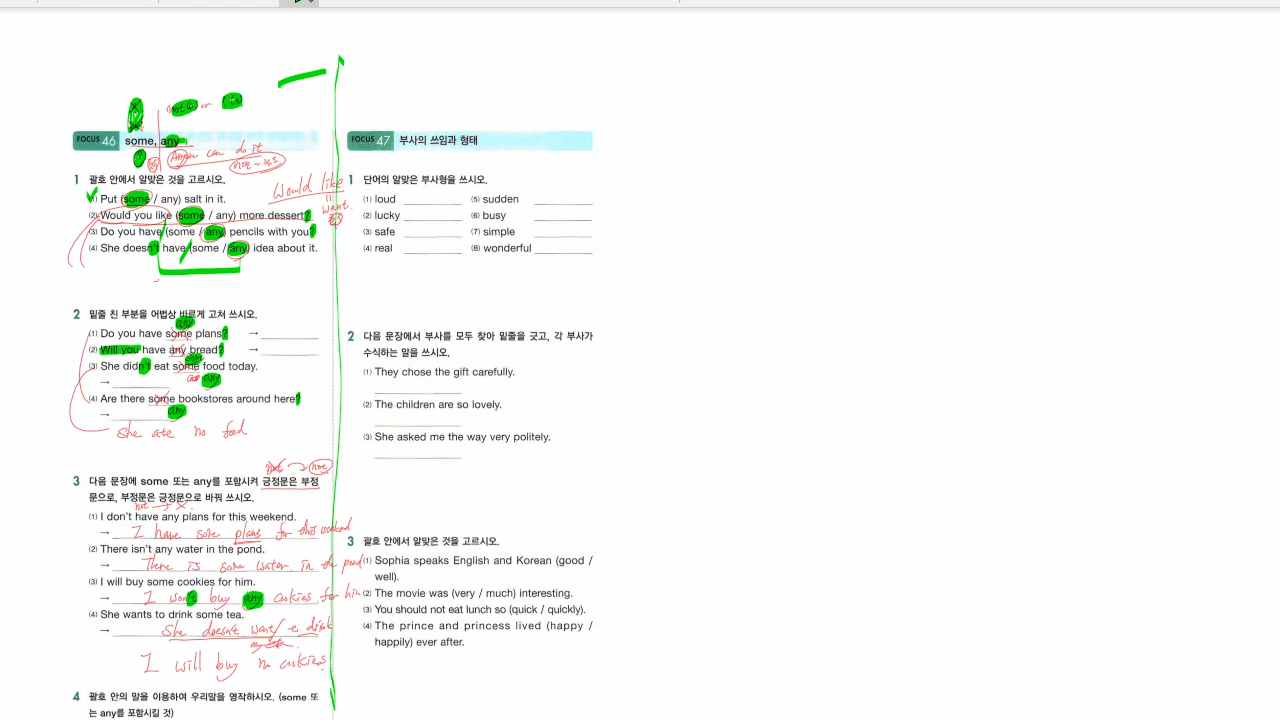 not or
FOCUS 46 some, any
Anyone can do it
1 괄호 안에서 알맞은 것을 고르시오.
Would like
(1) Put (some / any) salt in it.
want
(2) Would you like (some / any) more dessert?
(3) Do you have (some / any) pencils with you?
(4) She doesn't have (some / any) idea about it.
2 밑줄 친 부분을 어법상 바르게 고쳐 쓰시오.
any
(1) Do you have some plans? →
(2) Will you have any bread? →
some
(3) She didn't eat some food today.
→ any
(4) Are there some bookstores around here?
→ any
She ate no food
not → not
3 다음 문장에 some 또는 any를 포함시켜 긍정문은 부정
문으로, 부정문은 긍정문으로 바꿔 쓰시오.
not → X
(1) I don't have any plans for this weekend.
→ I have some plans for this weekend
(2) There isn't any water in the pond.
→ There is some water in the pond
(3) I will buy some cookies for him.
→ I won't buy any cookies for him
(4) She wants to drink some tea.
→ She doesn't want to drink
I will buy no cookies
4 괄호 안의 말을 이용하여 우리말을 영작하시오. (some 또
는 any를 포함시킬 것)
FOCUS 47 부사의 쓰임과 형태
1 단어의 알맞은 부사형을 쓰시오.
(1) loud (5) sudden
(2) lucky (6) busy
(3) safe (7) simple
(4) real (8) wonderful
2 다음 문장에서 부사를 모두 찾아 밑줄을 긋고, 각 부사가
수식하는 말을 쓰시오.
(1) They chose the gift carefully.
(2) The children are so lovely.
(3) She asked me the way very politely.
3 괄호 안에서 알맞은 것을 고르시오.
(1) Sophia speaks English and Korean (good /
well).
(2) The movie was (very / much) interesting.
(3) You should not eat lunch so (quick / quickly).
(4) The prince and princess lived (happy /
happily) ever after.